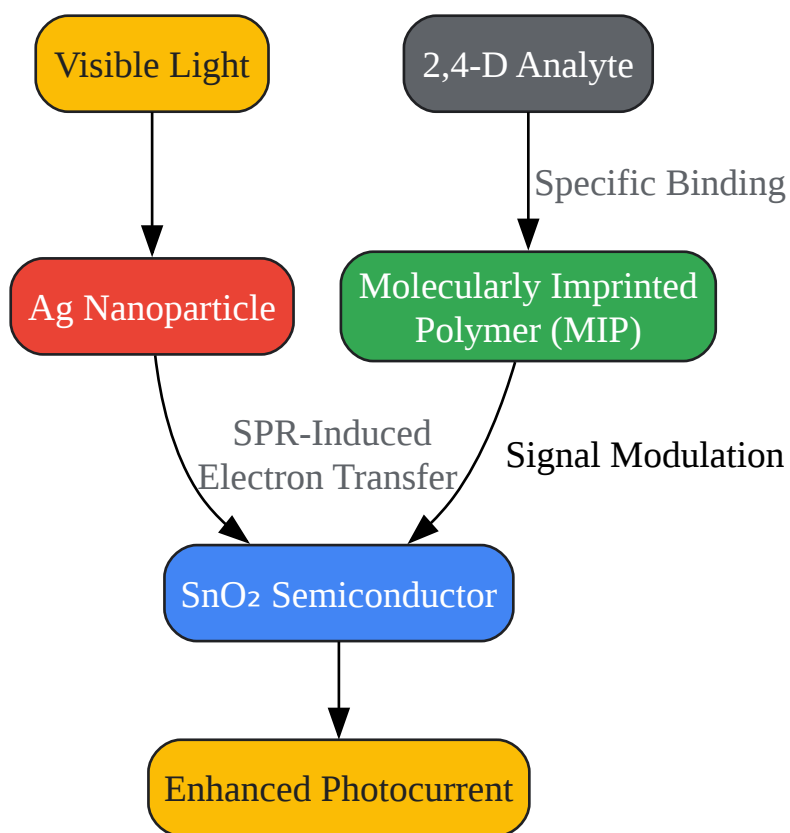 Visible Light
2,4-D Analyte
Specific Binding
Ag Nanoparticle
Molecularly Imprinted
Polymer (MIP)
SPR-Induced
Electron Transfer
Signal Modulation
SnO₂ Semiconductor
Enhanced Photocurrent